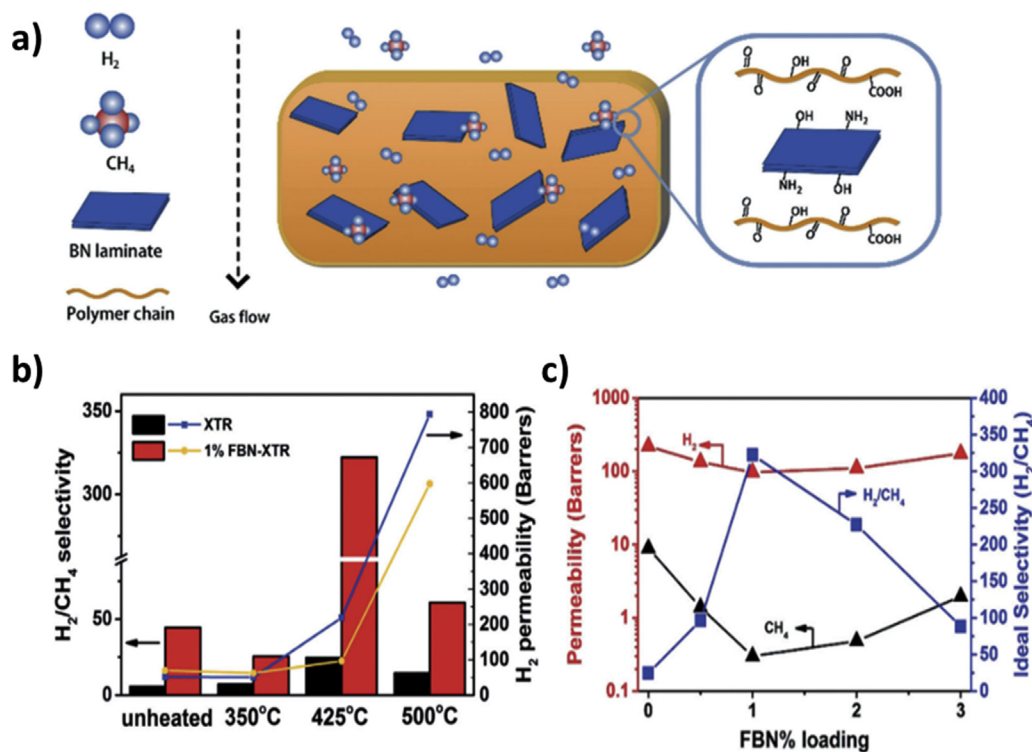 a)
H2
CH4
BN laminate
Polymer chain
Gas flow
O
OH
O
O
O
COOH
OH
NH2
NH2
OH
O
OH
O
O
O
COOH
b)
H2/CH4 selectivity
350
300
50
0
XTR
1% FBN-XTR
800
700
600
500
400
300
200
100
0
H2 permeability (Barrers)
unheated
350°C
425°C
500°C
c)
Permeability (Barrers)
1000
100
10
1
0.1
H2
H2/CH4
CH4
400
350
300
250
200
150
100
50
0
Ideal Selectivity (H2/CH4)
0
1
2
3
FBN% loading